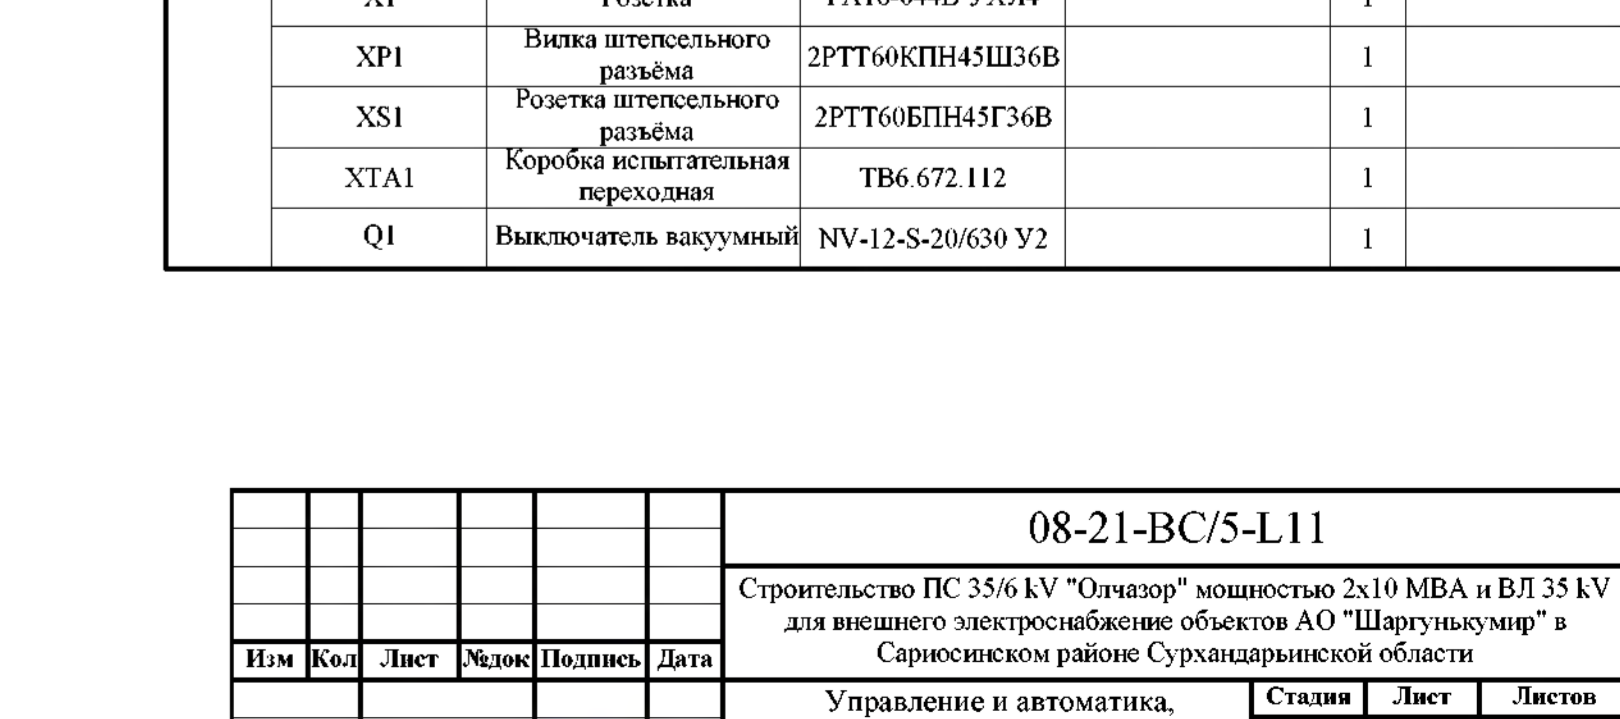 XP1 Вилка штепсельного разъёма 2РТТ60КПН45Ш36В 1
XS1 Розетка штепсельного разъёма 2РТТ60БПН45Г36В 1
XTA1 Коробка испытательная переходная ТВ6.672.112 1
Q1 Выключатель вакуумный NV-12-S-20/630 У2 1
08-21-ВС/5-L11
Строительство ПС 35/6 kV "Олчазор" мощностью 2х10 МВА и ВЛ 35 kV
для внешнего электроснабжение объектов АО "Шаргунькумир" в
Сариосинском районе Сурхандарьинской области
Изм Кол Лист №док Подпись Дата
Управление и автоматика, Стадия Лист Листов